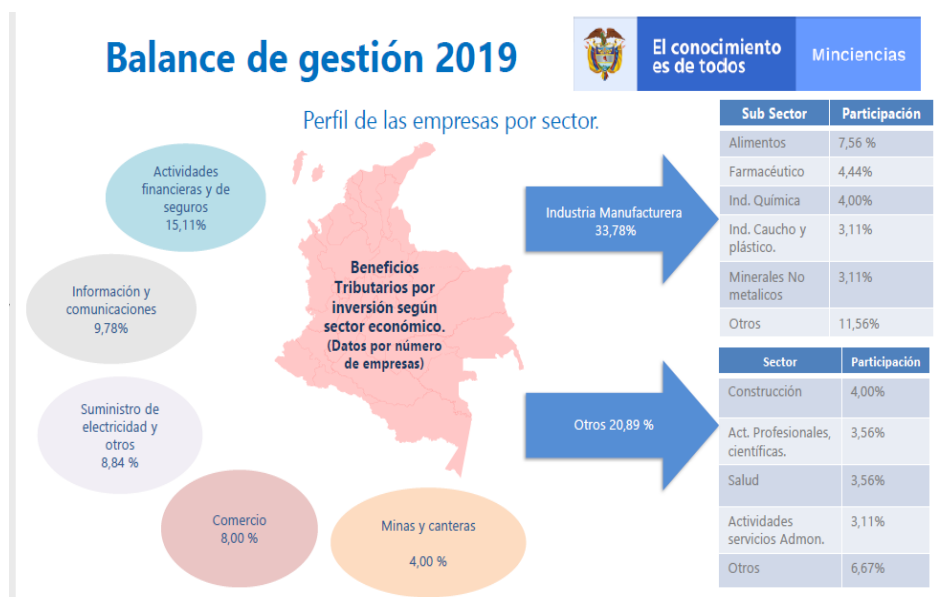 Balance de gestión 2019
El conocimiento
es de todos
Minciencias
Perfil de las empresas por sector.
Actividades
financieras y de
seguros
15,11%
Información y
comunicaciones
9,78%
Suministro de
electricidad y
otros
8,84 %
Comercio
8,00 %
Minas y canteras
4,00 %
Beneficios
Tributarios por
inversión según
sector económico.
(Datos por número
de empresas)
Industria Manufacturera
33,78%
Otros 20,89 %
Sub Sector Participación
Alimentos 7,56 %
Farmacéutico 4,44%
Ind. Química 4,00%
Ind. Caucho y 3,11%
plástico.
Minerales No 3,11%
metalicos
Otros 11,56%
Sector Participación
Construcción 4,00%
Act. Profesionales, 3,56%
científicas.
Salud 3,56%
Actividades 3,11%
servicios Admon.
Otros 6,67%